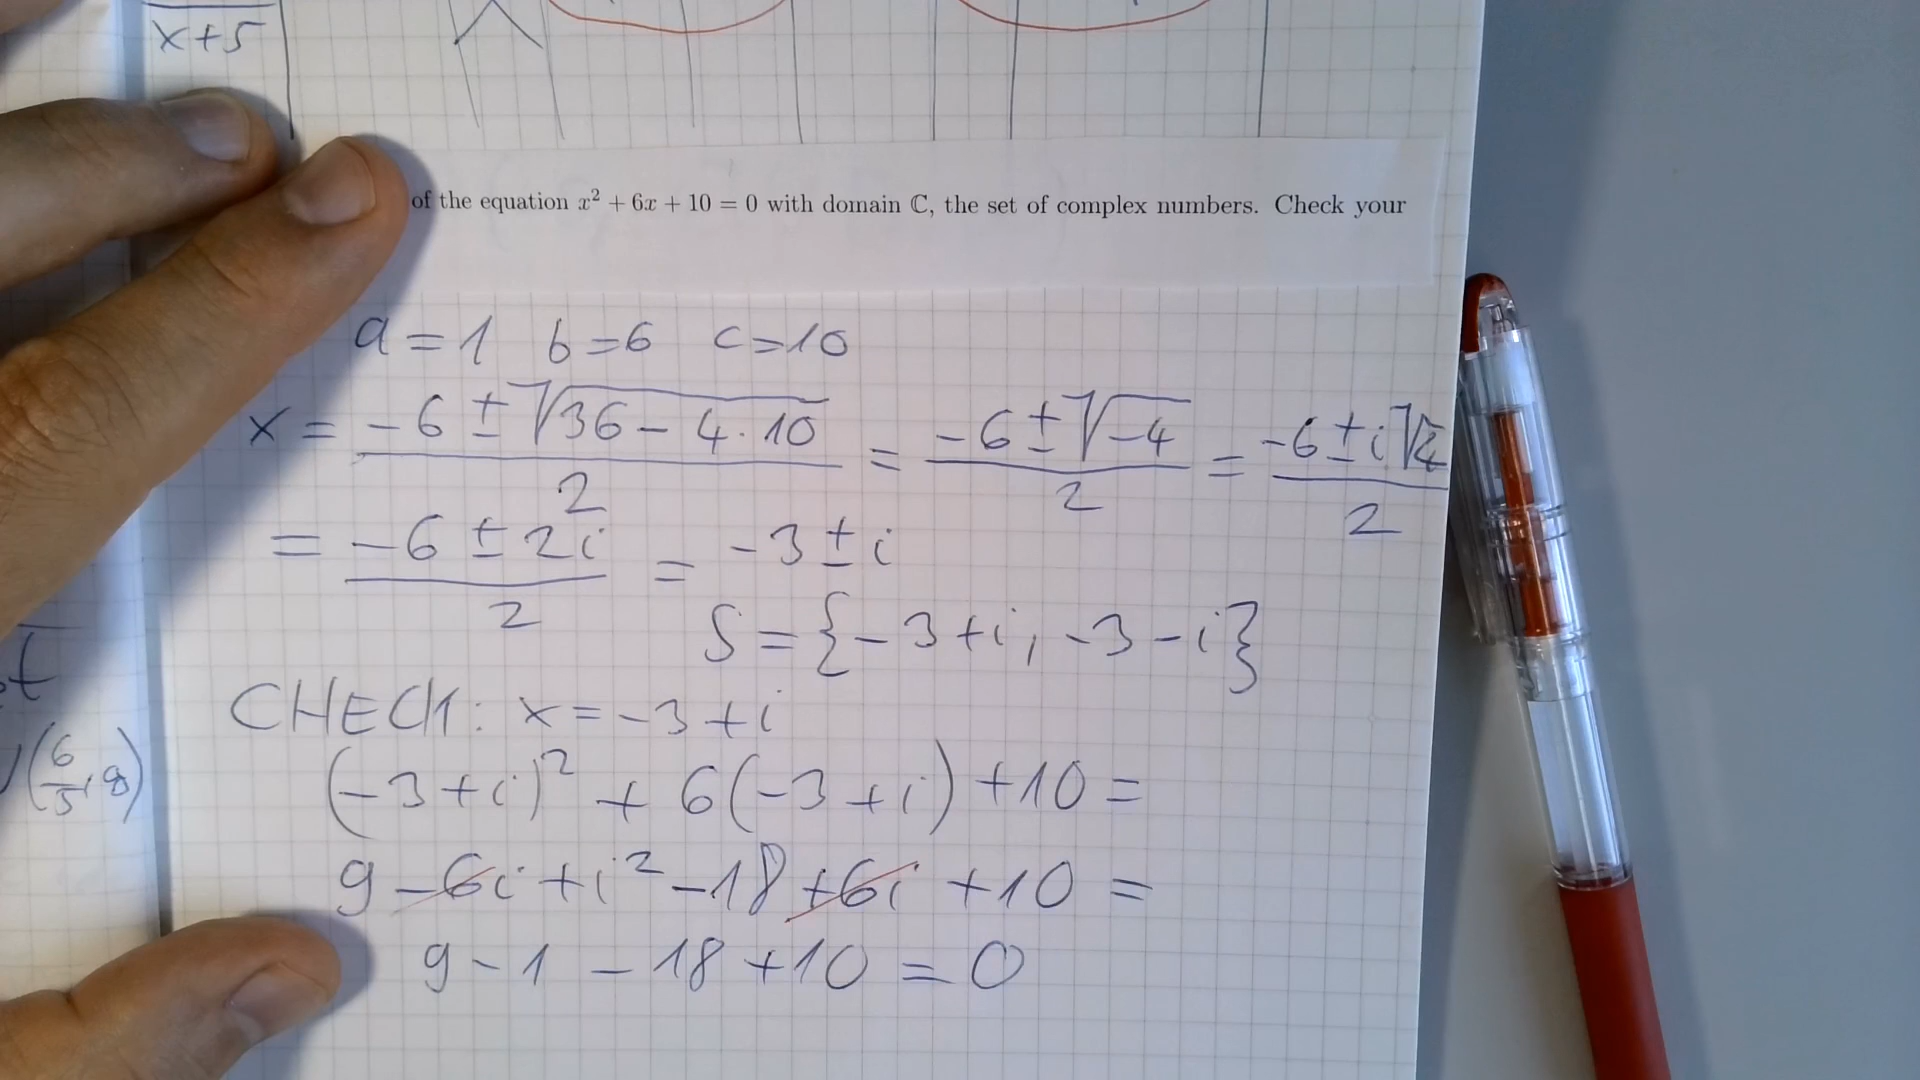 x+5
of the equation x² + 6x + 10 = 0 with domain ℂ, the set of complex numbers. Check your
a = 1 b = 6 c = 10
x = (-6 ± √(36 - 4·10))/2 = (-6 ± √(-4))/2 = (-6 ± i√4)/2
= (-6 ± 2i)/2 = -3 ± i
S = {-3+i, -3-i}
CHECK: x = -3+i
(-3+i)² + 6(-3+i) + 10 =
9 - 6i + i² - 18 + 6i + 10 =
9 - 1 - 18 + 10 = 0